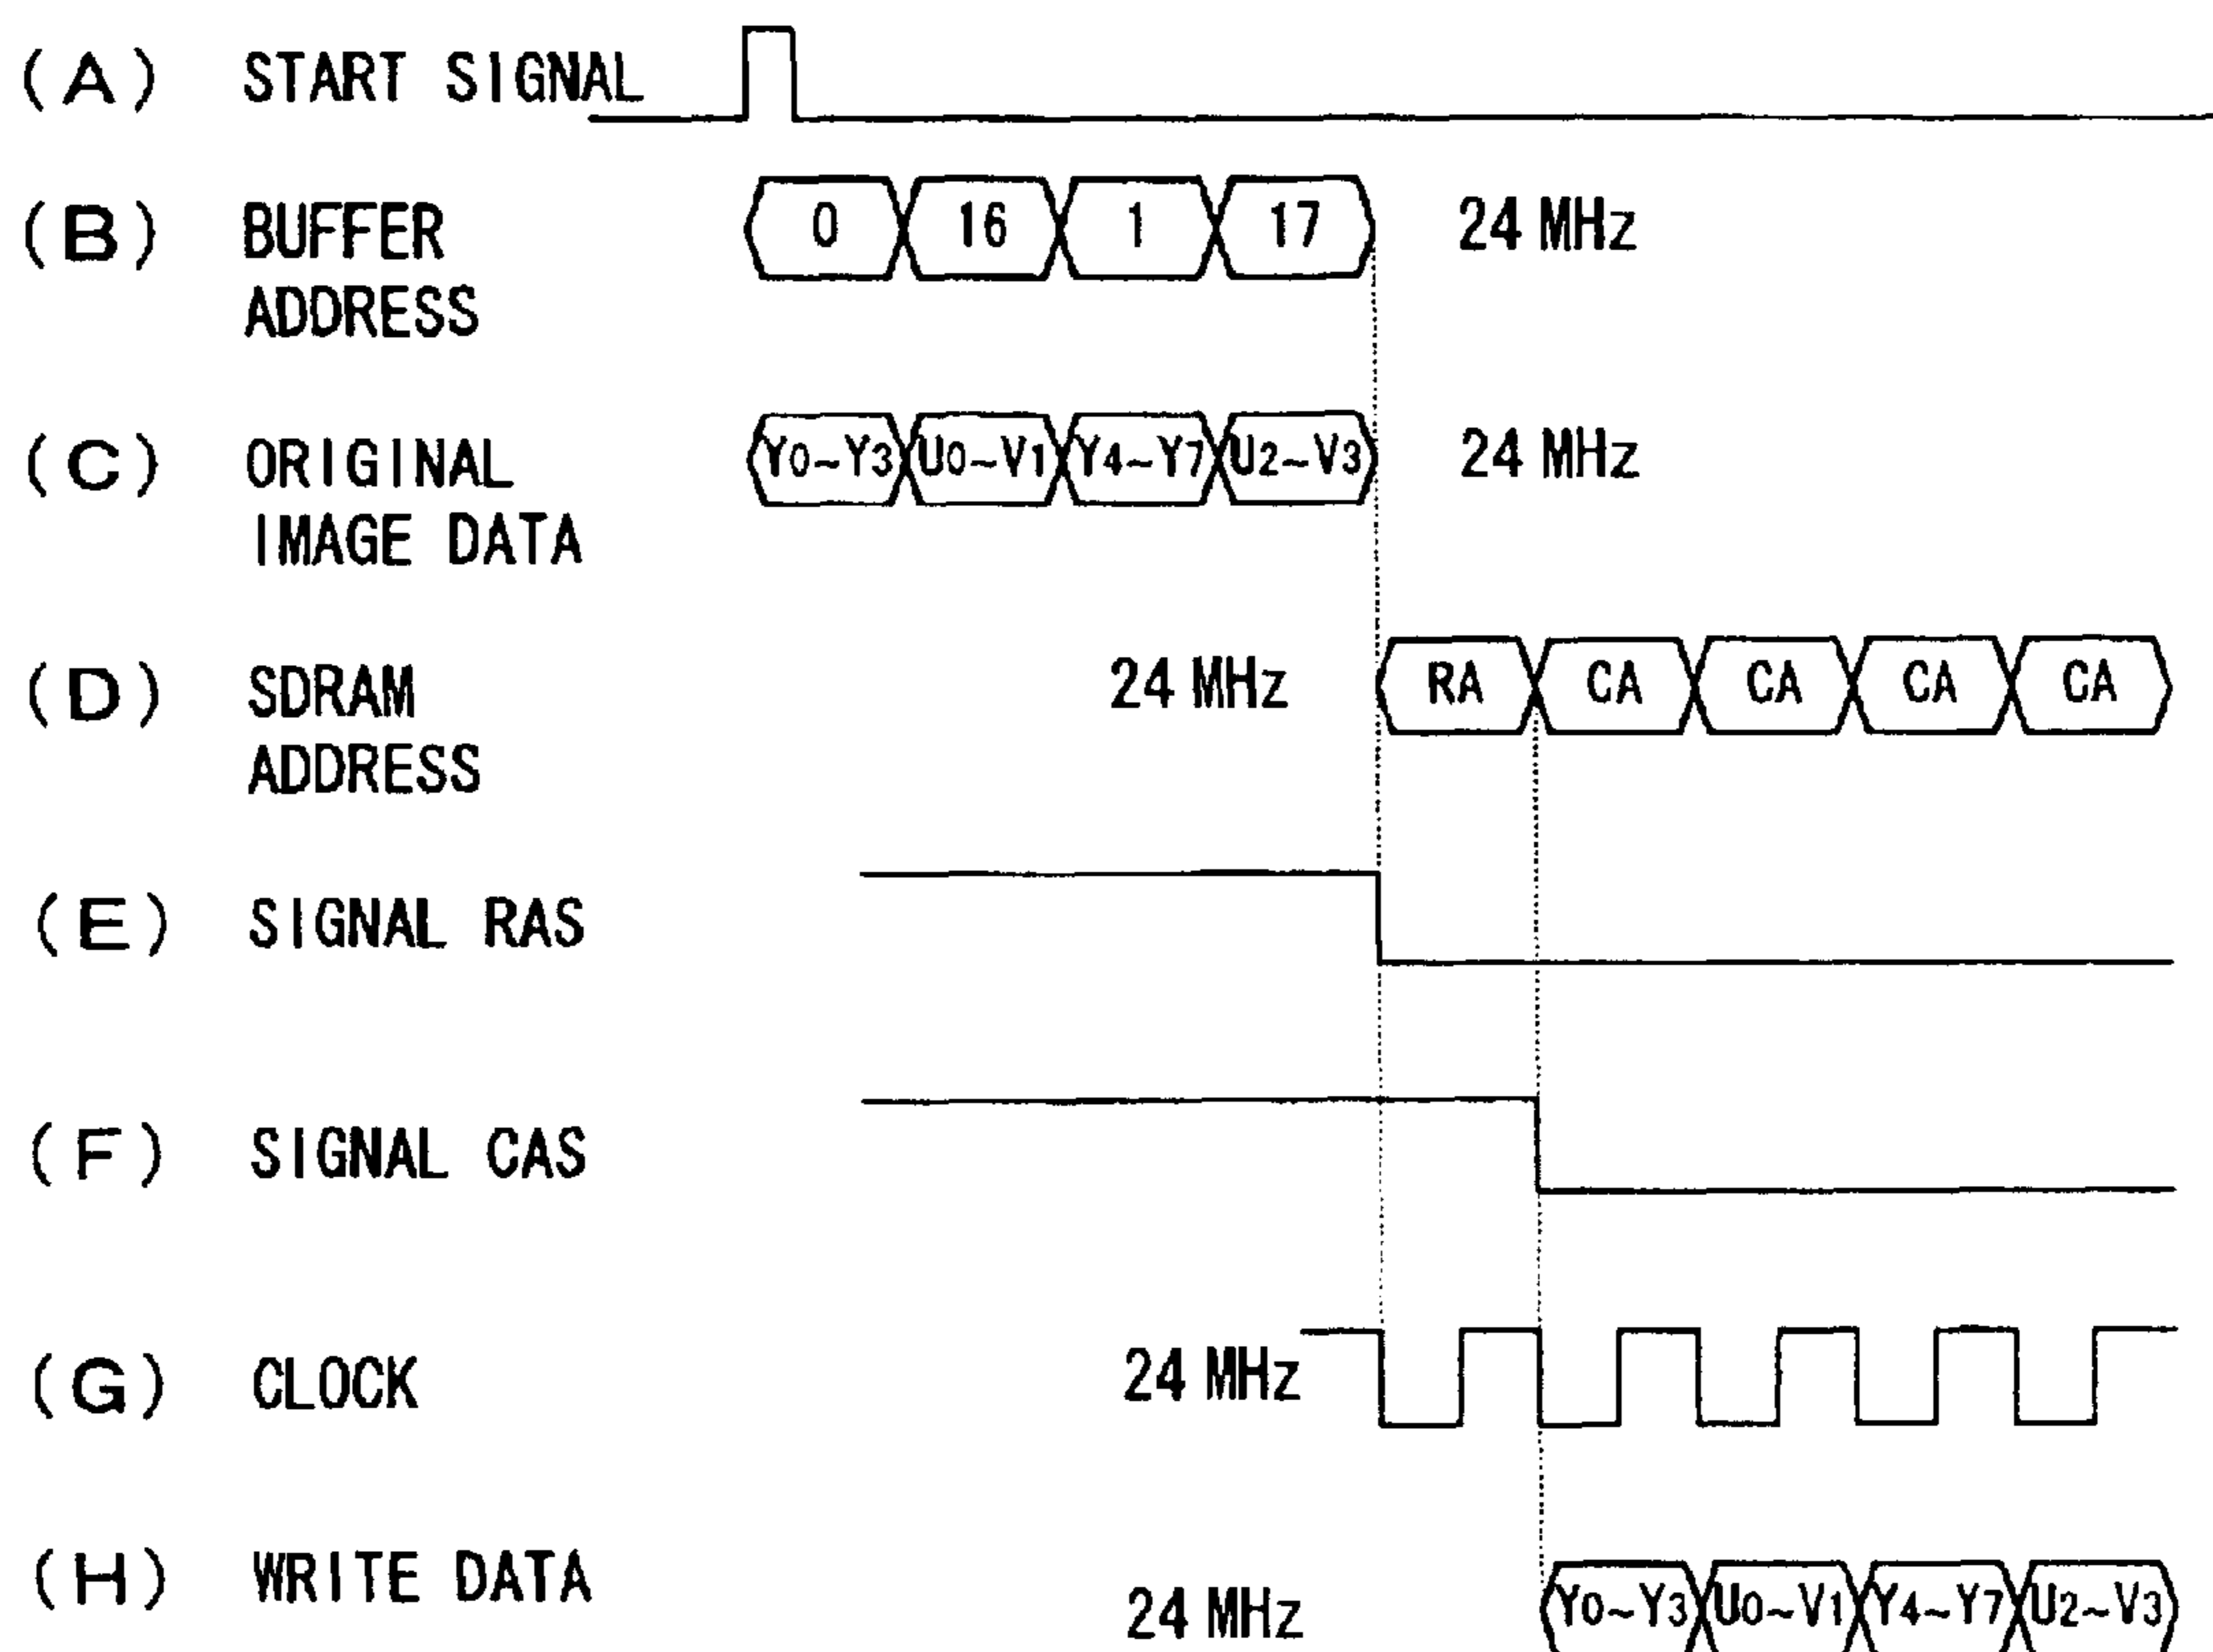 (A) START SIGNAL
(B) BUFFER ADDRESS 0 16 1 17 24 MHz
(C) ORIGINAL IMAGE DATA Y0~Y3 U0~V1 Y4~Y7 U2~V3 24 MHz
(D) SDRAM ADDRESS 24 MHz RA CA CA CA CA
(E) SIGNAL RAS
(F) SIGNAL CAS
(G) CLOCK 24 MHz
(H) WRITE DATA 24 MHz Y0~Y3 U0~V1 Y4~Y7 U2~V3